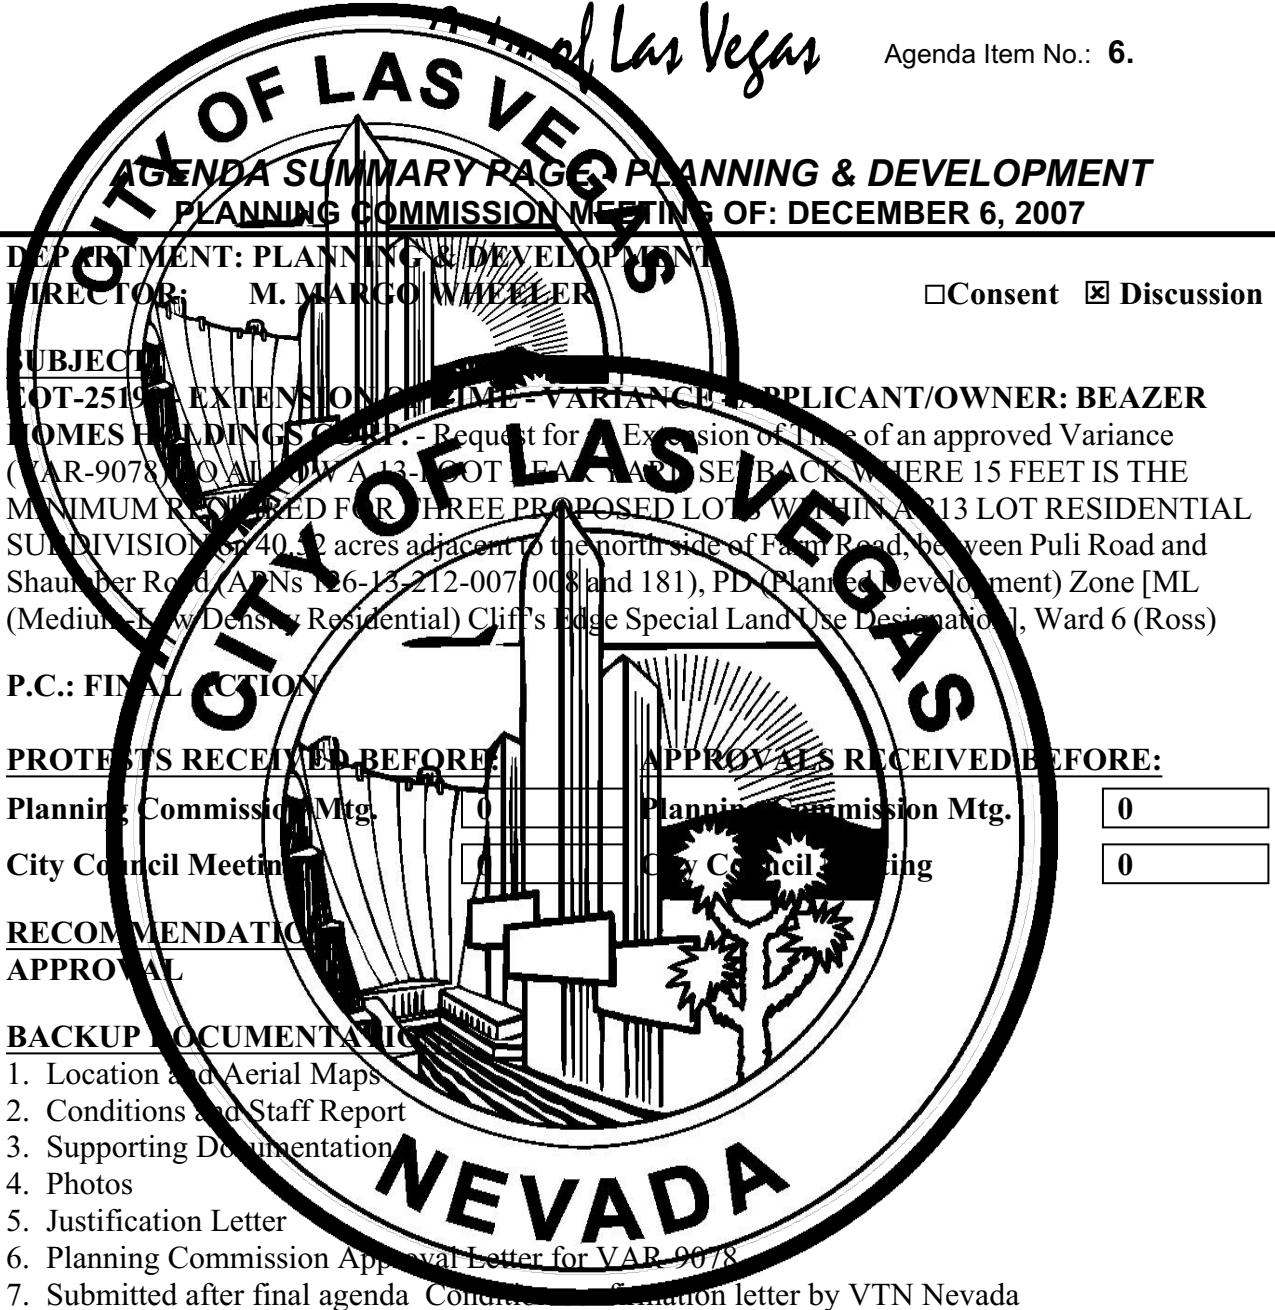 City of Las Vegas
Agenda Item No.: 6.
AGENDA SUMMARY PAGE - PLANNING & DEVELOPMENT
PLANNING COMMISSION MEETING OF: DECEMBER 6, 2007
DEPARTMENT: PLANNING & DEVELOPMENT
DIRECTOR: M. MARGO WHEELER
☐Consent ☒ Discussion
SUBJECT:
EOT-2519 - EXTENSION OF TIME - VARIANCE - APPLICANT/OWNER: BEAZER
HOMES HOLDINGS CORP. - Request for an Extension of Time of an approved Variance
(VAR-9078) TO ALLOW A 13-FOOT REAR YARD SETBACK WHERE 15 FEET IS THE
MINIMUM REQUIRED FOR THREE PROPOSED LOTS WITHIN A 313 LOT RESIDENTIAL
SUBDIVISION on 40.32 acres adjacent to the north side of Farm Road, between Puli Road and
Shaumber Road (APNs 126-13-212-007, 008 and 181), PD (Planned Development) Zone [ML
(Medium-Low Density Residential) Cliff's Edge Special Land Use Designation], Ward 6 (Ross)
P.C.: FINAL ACTION
PROTESTS RECEIVED BEFORE:
APPROVALS RECEIVED BEFORE:
Planning Commission Mtg. 0
Planning Commission Mtg. 0
City Council Meeting 0
City Council Meeting 0
RECOMMENDATION:
APPROVAL
BACKUP DOCUMENTATION:
1. Location and Aerial Maps
2. Conditions and Staff Report
3. Supporting Documentation
4. Photos
5. Justification Letter
6. Planning Commission Approval Letter for VAR-9078
7. Submitted after final agenda Condition confirmation letter by VTN Nevada
CITY OF LAS VEGAS
CITY OF LAS VEGAS
NEVADA